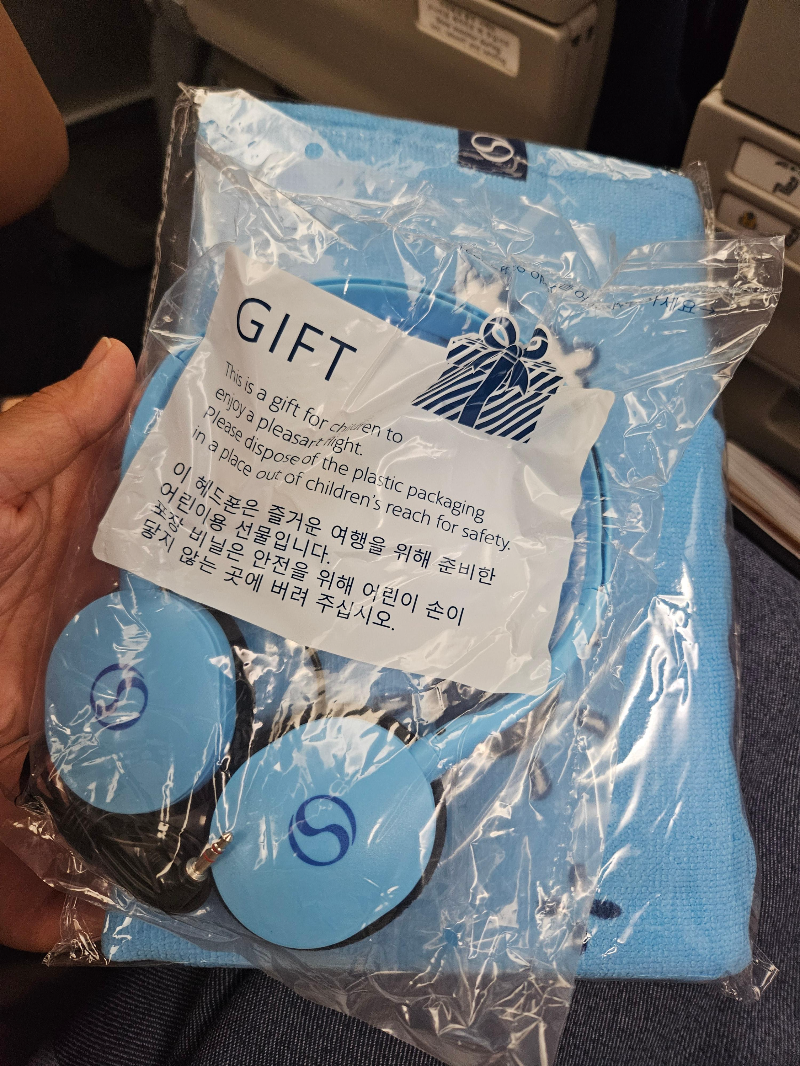 GIFT
This is a gift for children to
enjoy a pleasant flight.
Please dispose of the plastic packaging
in a place out of children's reach for safety.
이 헤드폰은 즐거운 여행을 위해 준비한
어린이용 선물입니다.
포장 비닐은 안전을 위해 어린이 손이
닿지 않는 곳에 버려 주십시오.